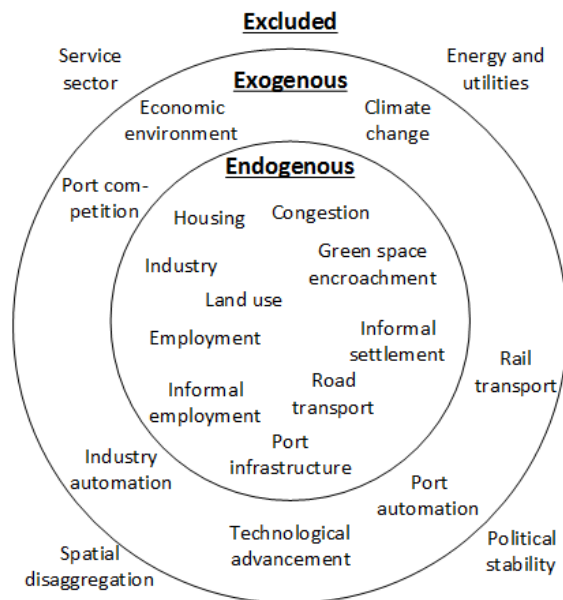 Excluded
Service
sector
Energy and
utilities
Exogenous
Economic
environment
Climate
change
Endogenous
Port com-
petition
Housing
Congestion
Industry
Green space
encroachment
Land use
Employment
Informal
settlement
Rail
transport
Informal
employment
Road
transport
Port
infrastructure
Industry
automation
Port
automation
Technological
advancement
Spatial
disaggregation
Political
stability